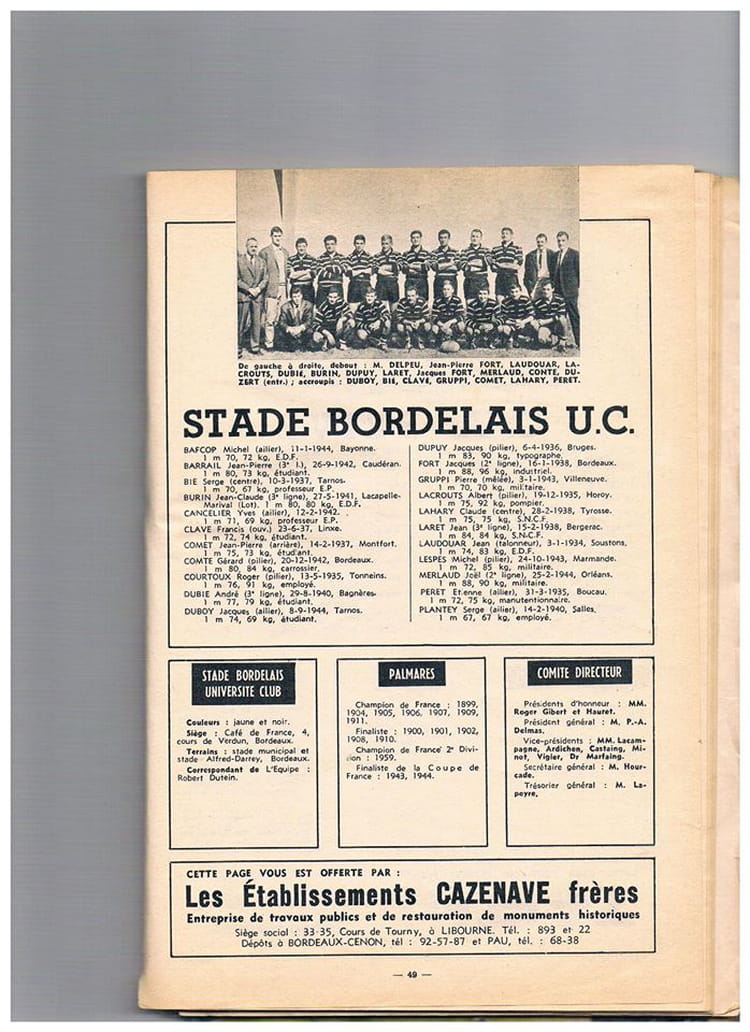 De gauche à droite, debout : M. DELPEU, Jean-Pierre FORT, LAUDOUAR, LA-
CROUTS, DUBIE, BURIN, DUPUY, LARET, Jacques FORT, MERLAUD, CONTE, DU-
ZERT (entr.) ; accroupis : DUBOY, BIE, CLAVE, GRUPPI, COMET, LAHARY, PERET.
STADE BORDELAIS U.C.
BAFCOP Michel (ailier), 11-1-1944, Bayonne.
1 m 70, 72 kg, E.D.F.
BARRAIL Jean-Pierre (3e l.), 26-9-1942, Caudéran.
1 m 80, 73 kg, étudiant.
BIE Serge (centre), 10-3-1937, Tarnos.
1 m 70, 67 kg, professeur E.P.
BURIN Jean-Claude (3e ligne), 27-5-1941, Lacapelle-
Marival (Lot). 1 m 80, 80 kg, E.D.F.
CANCELIER Yves (ailier), 12-2-1942.
1 m 71, 69 kg, professeur E.P.
CLAVE Francis (ouv.) 23-6-37, Linxe.
1 m 72, 74 kg, étudiant.
COMET Jean-Pierre (arrière), 14-2-1937, Montfort.
1 m 75, 73 kg, étudiant.
COMTE Gérard (pilier), 20-12-1942, Bordeaux.
1 m 80, 84 kg, carrossier.
COURTOUX Roger (pilier), 13-5-1935, Tonneins.
1 m 76, 91 kg, employé.
DUBIE André (3e ligne), 29-8-1940, Bagnères.
1 m 77, 79 kg, étudiant.
DUBOY Jacques (ailier), 8-9-1944, Tarnos.
1 m 74, 69 kg, étudiant.
DUPUY Jacques (pilier), 6-4-1936, Bruges.
1 m 83, 90 kg, typographe.
FORT Jacques (2e ligne), 16-1-1938, Bordeaux.
1 m 88, 96 kg, industriel.
GRUPPI Pierre (mêlée), 3-1-1943, Villeneuve.
1 m 70, 70 kg, militaire.
LACROUTS Albert (pilier), 19-12-1935, Horoy.
1 m 75, 92 kg, pompier.
LAHARY Claude (centre), 28-2-1938, Tyrosse.
1 m 75, 75 kg, S.N.C.F.
LARET Jean (3e ligne), 15-2-1938, Bergerac.
1 m 84, 84 kg, S.N.C.F.
LAUDOUAR Jean (talonneur), 3-1-1934, Soustons.
1 m 74, 83 kg, E.D.F.
LESPES Michel (pilier), 24-10-1943, Marmande.
1 m 72, 85 kg, militaire.
MERLAUD Joël (2e ligne), 25-2-1944, Orléans.
1 m 88, 90 kg, militaire.
PERET Etienne (ailier), 31-3-1935, Boucau.
1 m 72, 75 kg, manutentionnaire.
PLANTEY Serge (ailier), 14-2-1940, Salles.
1 m 67, 67 kg, employé.
STADE BORDELAIS
UNIVERSITE CLUB
Couleurs : jaune et noir.
Siège : Café de France, 4,
cours de Verdun, Bordeaux.
Terrains : stade municipal et
stade Alfred-Darrey, Bordeaux.
Correspondant de L'Equipe :
Robert Dutein.
PALMARES
Champion de France : 1899,
1904, 1905, 1906, 1907, 1909,
1911.
Finaliste : 1900, 1901, 1902,
1908, 1910.
Champion de France 2e Divi-
sion : 1959.
Finaliste de la Coupe de
France : 1943, 1944.
COMITE DIRECTEUR
Présidents d'honneur : MM.
Roger Gibert et Hauret.
Président général : M. P.-A.
Delmas.
Vice-présidents : MM. Lacam-
pagne, Ardichen, Castaing, Mi-
not, Vigier, Dr Marfaing.
Secrétaire général : M. Hour-
cade.
Trésorier général : M. La-
peyre.
CETTE PAGE VOUS EST OFFERTE PAR :
Les Établissements CAZENAVE frères
Entreprise de travaux publics et de restauration de monuments historiques
Siège social : 33-35, Cours de Tourny, à LIBOURNE. Tél. : 893 et 22
Dépôts à BORDEAUX-CENON, tél : 92-57-87 et PAU, tél. : 68-38
— 49 —